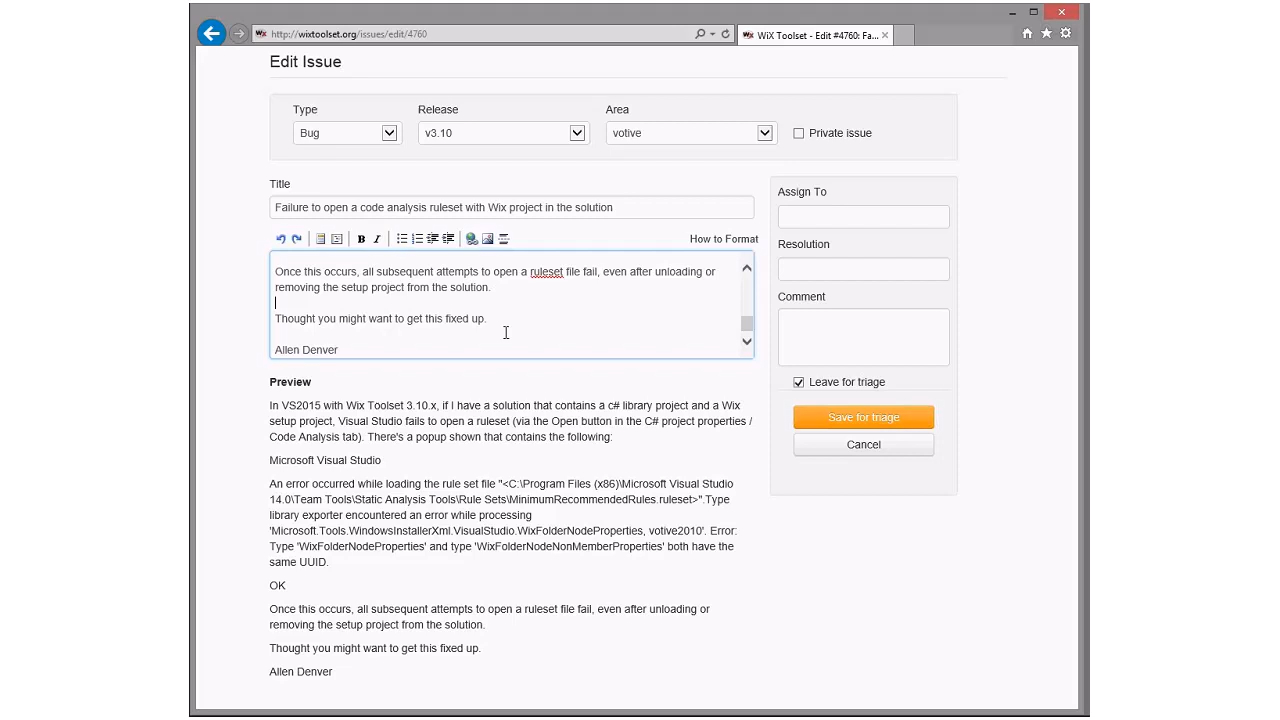 http://wixtoolset.org/issues/edit/4760
WiX Toolset - Edit #4760: Fa...
Edit Issue
Type
Release
Area
Bug
v3.10
votive
Private issue
Title
Failure to open a code analysis ruleset with Wix project in the solution
B I
How to Format
Once this occurs, all subsequent attempts to open a ruleset file fail, even after unloading or
removing the setup project from the solution.
Thought you might want to get this fixed up.
Allen Denver
Assign To
Resolution
Comment
Leave for triage
Save for triage
Cancel
Preview
In VS2015 with Wix Toolset 3.10.x, if I have a solution that contains a c# library project and a Wix
setup project, Visual Studio fails to open a ruleset (via the Open button in the C# project properties /
Code Analysis tab). There's a popup shown that contains the following:
Microsoft Visual Studio
An error occurred while loading the rule set file "<C:\Program Files (x86)\Microsoft Visual Studio
14.0\Team Tools\Static Analysis Tools\Rule Sets\MinimumRecommendedRules.ruleset>".Type
library exporter encountered an error while processing
'Microsoft.Tools.WindowsInstallerXml.VisualStudio.WixFolderNodeProperties, votive2010'. Error:
Type 'WixFolderNodeProperties' and type 'WixFolderNodeNonMemberProperties' both have the
same UUID.
OK
Once this occurs, all subsequent attempts to open a ruleset file fail, even after unloading or
removing the setup project from the solution.
Thought you might want to get this fixed up.
Allen Denver